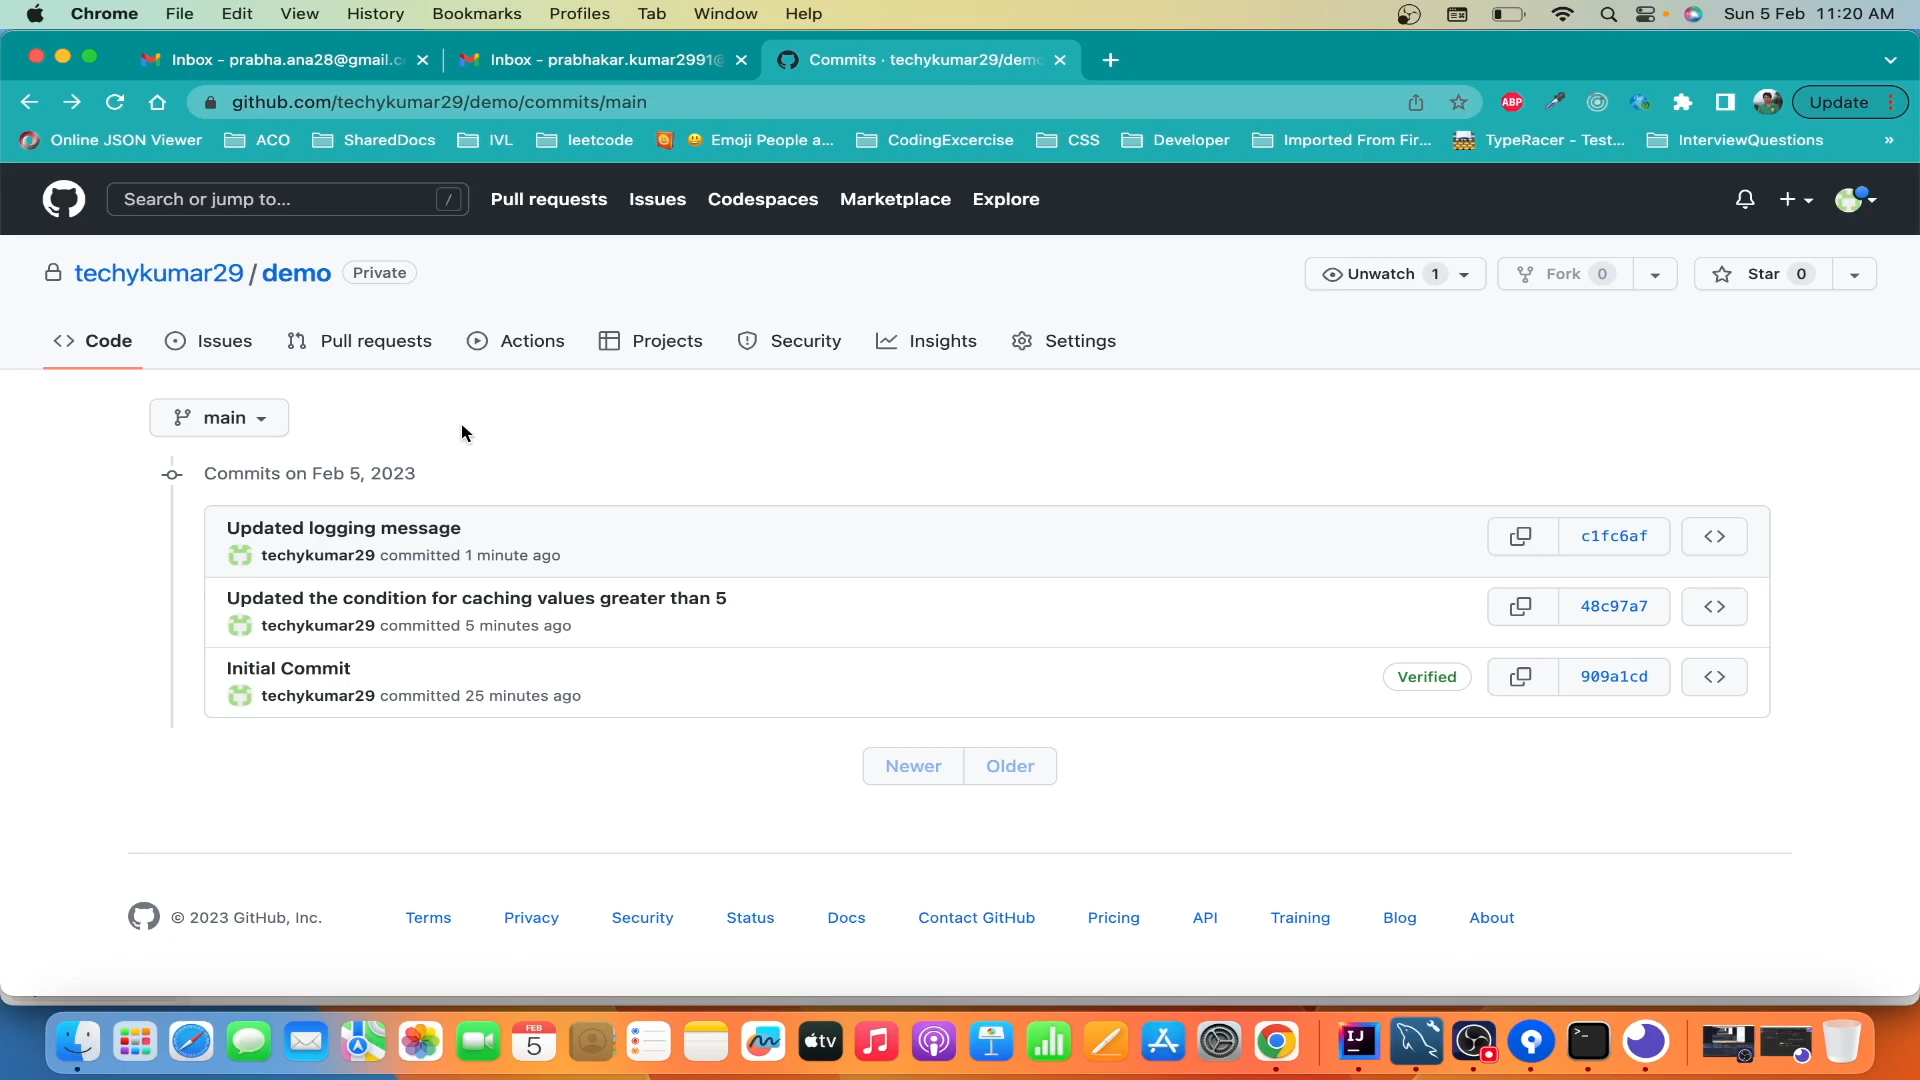 Chrome File Edit View History Bookmarks Profiles Tab Window Help Sun 5 Feb 11:20 AM
Inbox - prabha.ana28@gmail.c Inbox - prabhakar.kumar2991@ Commits · techykumar29/demo
github.com/techykumar29/demo/commits/main ABP Update
Online JSON Viewer ACO SharedDocs IVL leetcode Emoji People a... CodingExcercise CSS Developer Imported From Fir... TypeRacer - Test... InterviewQuestions »
Search or jump to... / Pull requests Issues Codespaces Marketplace Explore
techykumar29 / demo Private Unwatch 1 Fork 0 Star 0
Code Issues Pull requests Actions Projects Security Insights Settings
main
Commits on Feb 5, 2023
Updated logging message
techykumar29 committed 1 minute ago
c1fc6af
Updated the condition for caching values greater than 5
techykumar29 committed 5 minutes ago
48c97a7
Initial Commit
techykumar29 committed 25 minutes ago
Verified 909a1cd
Newer Older
© 2023 GitHub, Inc. Terms Privacy Security Status Docs Contact GitHub Pricing API Training Blog About
FEB
5
tv
IJ